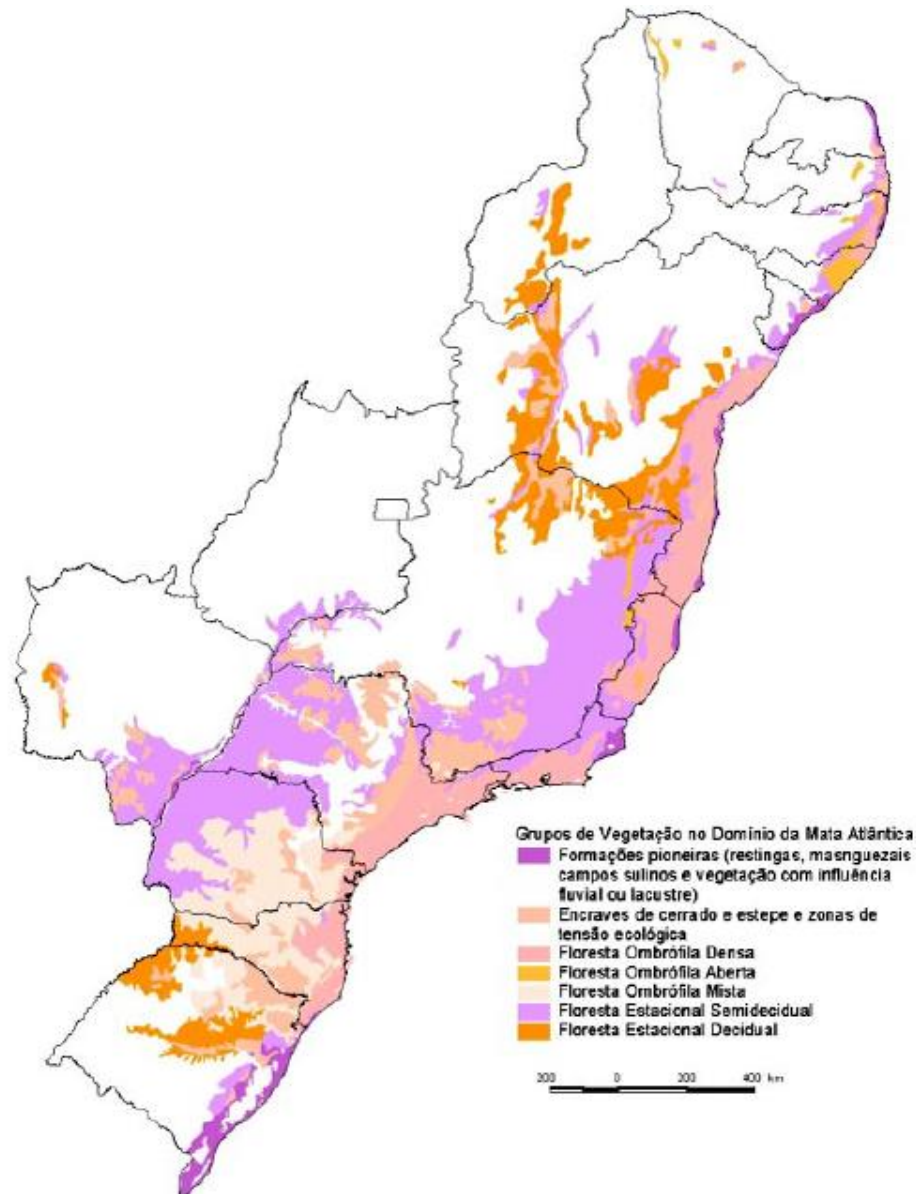 Grupos de Vegetação no Domínio da Mata Atlântica
Formações pioneiras (restingas, masnguezais
campos sulinos e vegetação com influência
fluvial ou lacustre)
Encraves de cerrado e estepe e zonas de
tensão ecológica
Floresta Ombrófila Densa
Floresta Ombrófila Aberta
Floresta Ombrófila Mista
Floresta Estacional Semidecidual
Floresta Estacional Decidual
200 0 200 400 km